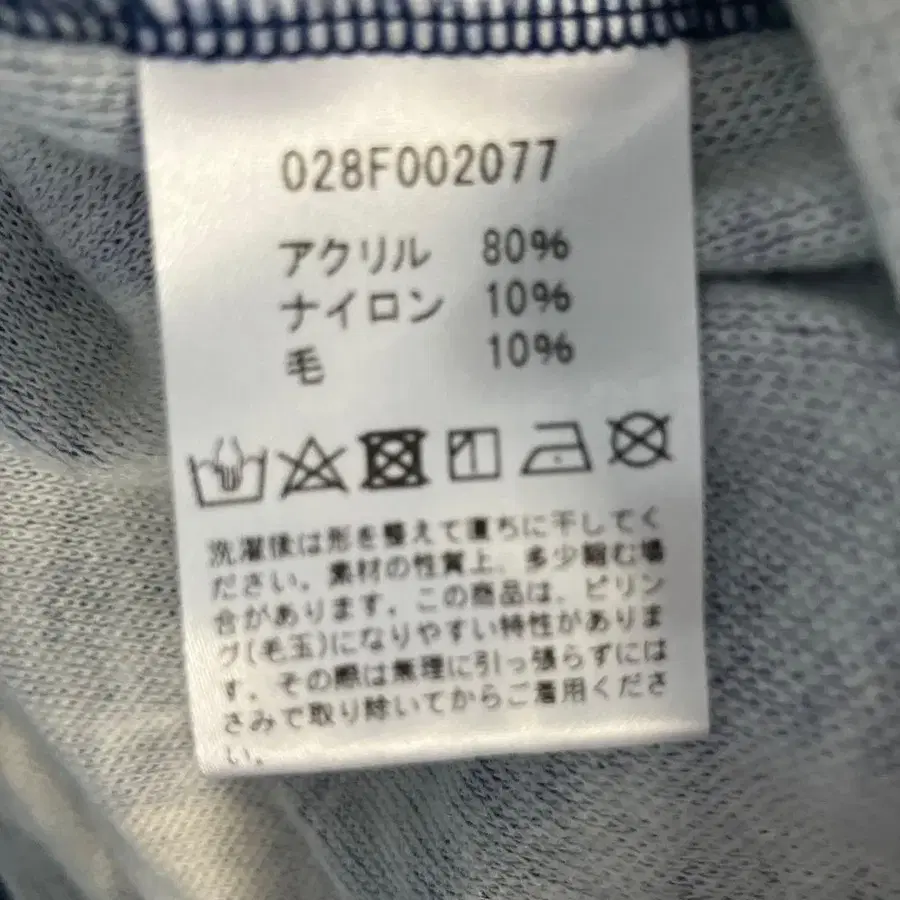 028F002077
アクリル 80%
ナイロン 10%
毛 10%
洗濯後は形を整えて直ちに干してく
ださい。素材の性質上、多少縮む場
合があります。この商品は、ピリン
グ(毛玉)になりやすい特性がありま
す。その際は無理に引っ張らずには
さみで取り除いてからご着用くださ
い。